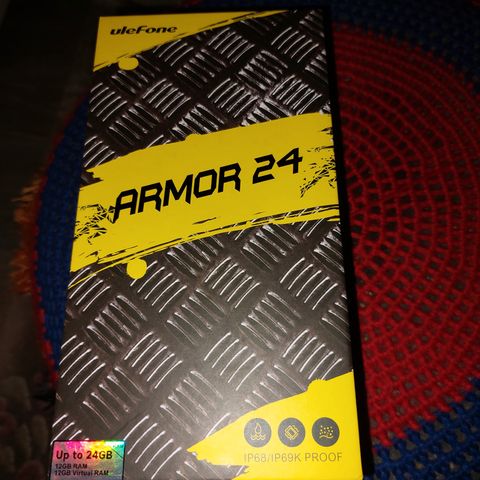 uleFone
ARMOR 24
IP68/IP69K PROOF
Up to 24GB
12GB RAM
12GB Virtual RAM